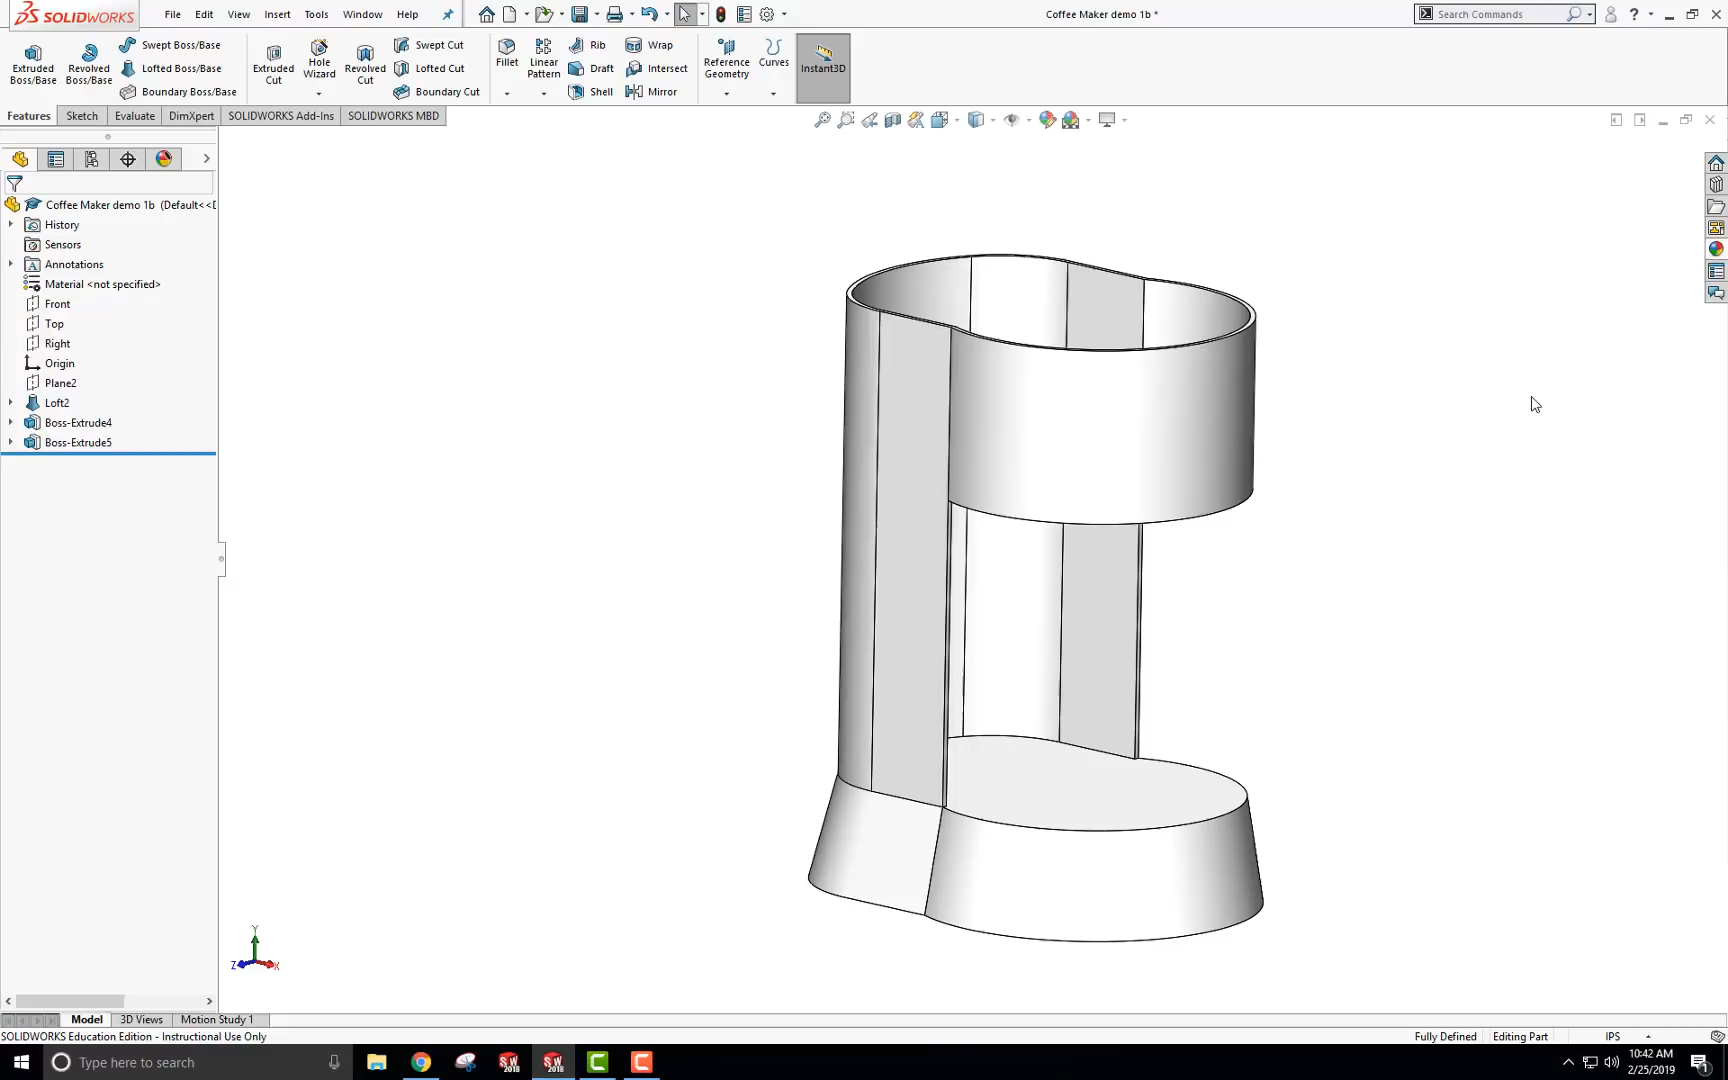 SOLIDWORKS File Edit View Insert Tools Window Help Coffee Maker demo 1b * Search Commands ?
Extruded Boss/Base
Revolved Boss/Base
Swept Boss/Base
Lofted Boss/Base
Boundary Boss/Base
Extruded Cut
Hole Wizard
Revolved Cut
Swept Cut
Lofted Cut
Boundary Cut
Fillet
Linear Pattern
Rib
Draft
Shell
Wrap
Intersect
Mirror
Reference Geometry
Curves
Instant3D
Features Sketch Evaluate DimXpert SOLIDWORKS Add-Ins SOLIDWORKS MBD
Coffee Maker demo 1b (Default<<D
History
Sensors
Annotations
Material <not specified>
Front
Top
Right
Origin
Plane2
Loft2
Boss-Extrude4
Boss-Extrude5
Y
Z X
Model 3D Views Motion Study 1
SOLIDWORKS Education Edition - Instructional Use Only Fully Defined Editing Part IPS
Type here to search
SW 2018
SW 2018
10:42 AM
2/25/2019